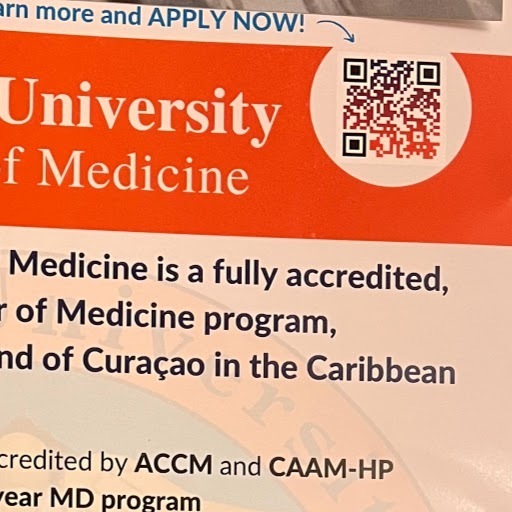 arn more and APPLY NOW!
University
f Medicine
Medicine is a fully accredited,
r of Medicine program,
nd of Curaçao in the Caribbean
credited by ACCM and CAAM-HP
year MD program